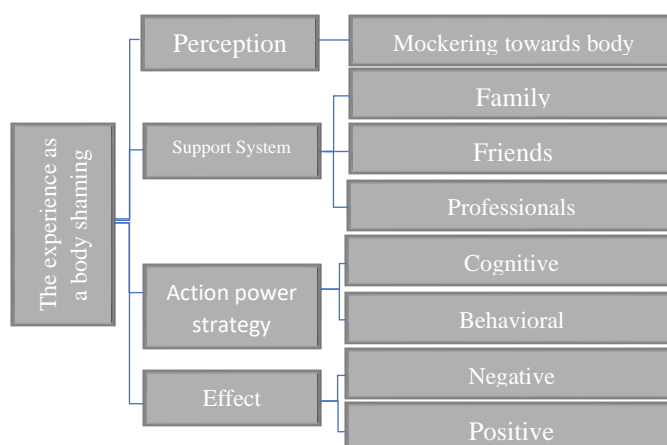 The experience as
a body shaming
Perception
Mockering towards body
Support System
Family
Friends
Professionals
Action power
strategy
Cognitive
Behavioral
Effect
Negative
Positive